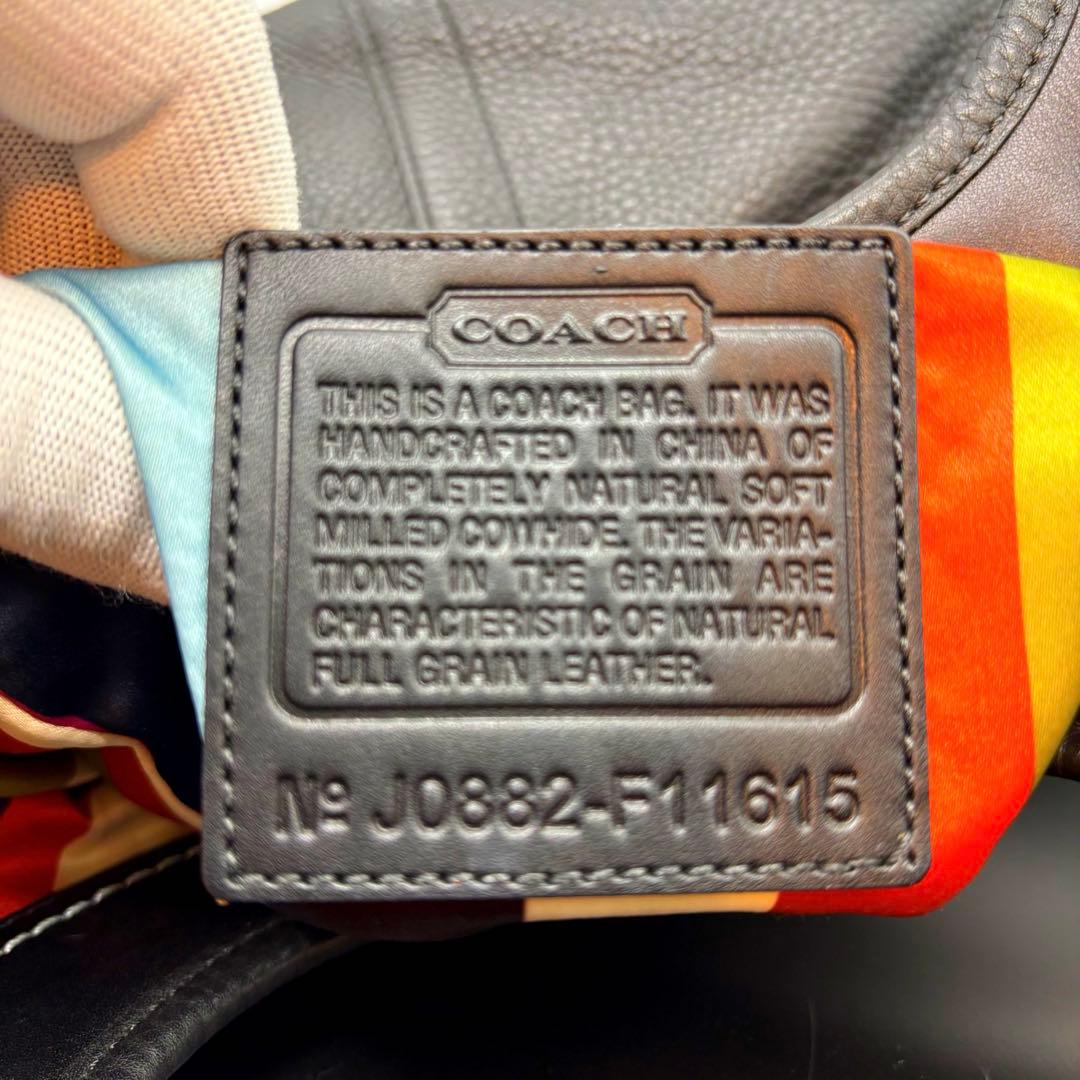 COACH
THIS IS A COACH BAG. IT WAS
HANDCRAFTED IN CHINA OF
COMPLETELY NATURAL SOFT
MILLED COWHIDE. THE VARIA-
TIONS IN THE GRAIN ARE
CHARACTERISTIC OF NATURAL
FULL GRAIN LEATHER.
Nº J0882-F11615